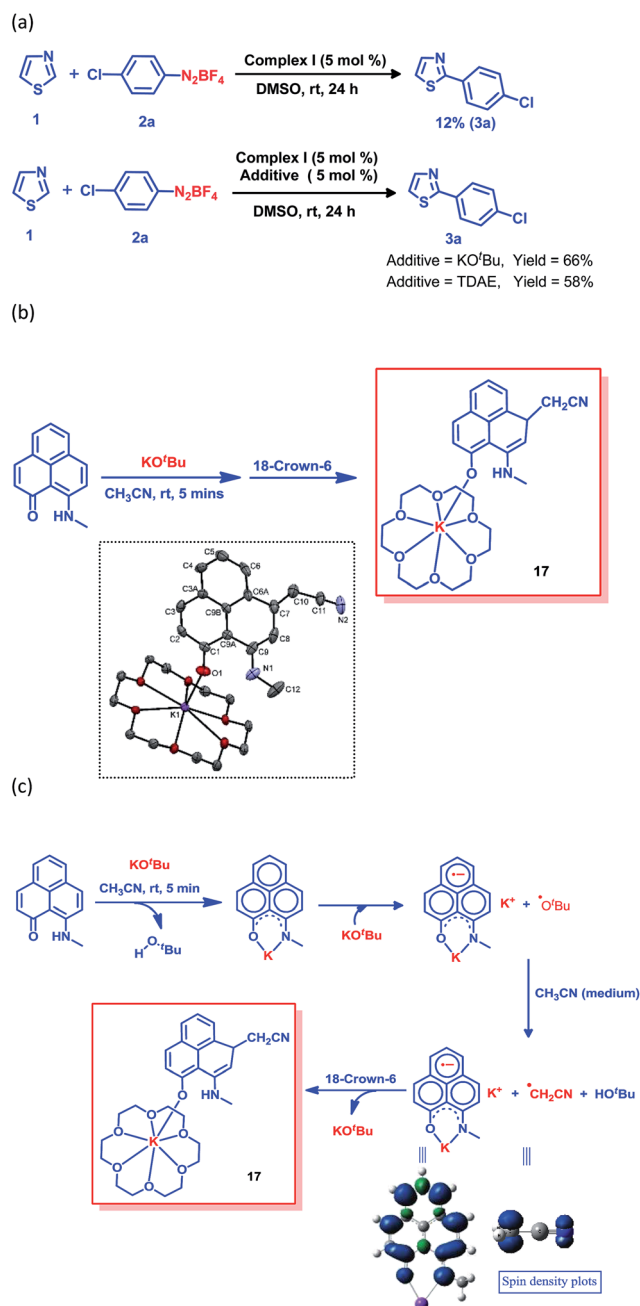 (a)
N
S
1
+
Cl
N₂BF₄
2a
Complex I (5 mol %)
DMSO, rt, 24 h
N
S
Cl
12% (3a)
N
S
1
+
Cl
N₂BF₄
2a
Complex I (5 mol %)
Additive ( 5 mol %)
DMSO, rt, 24 h
N
S
Cl
3a
Additive = KOᵗBu, Yield = 66%
Additive = TDAE, Yield = 58%
(b)
O
HN
KOᵗBu
CH₃CN, rt, 5 mins
18-Crown-6
CH₂CN
O
HN
O
O
O
K
O
O
O
17
C5
C4
C6
C3A
C6A
C10
C3
C9B
C7
C11
N2
C2
C9A
C8
C1
C9
O1
N1
C12
K1
(c)
O
HN
KOᵗBu
CH₃CN, rt, 5 min
H O ᵗBu
O
N
K
KOᵗBu
•−
O
N
K
K⁺ + •OᵗBu
CH₃CN (medium)
•−
O
N
K
K⁺ + •CH₂CN + HOᵗBu
18-Crown-6
KOᵗBu
CH₂CN
O
HN
O
O
O
K
O
O
O
17
Spin density plots